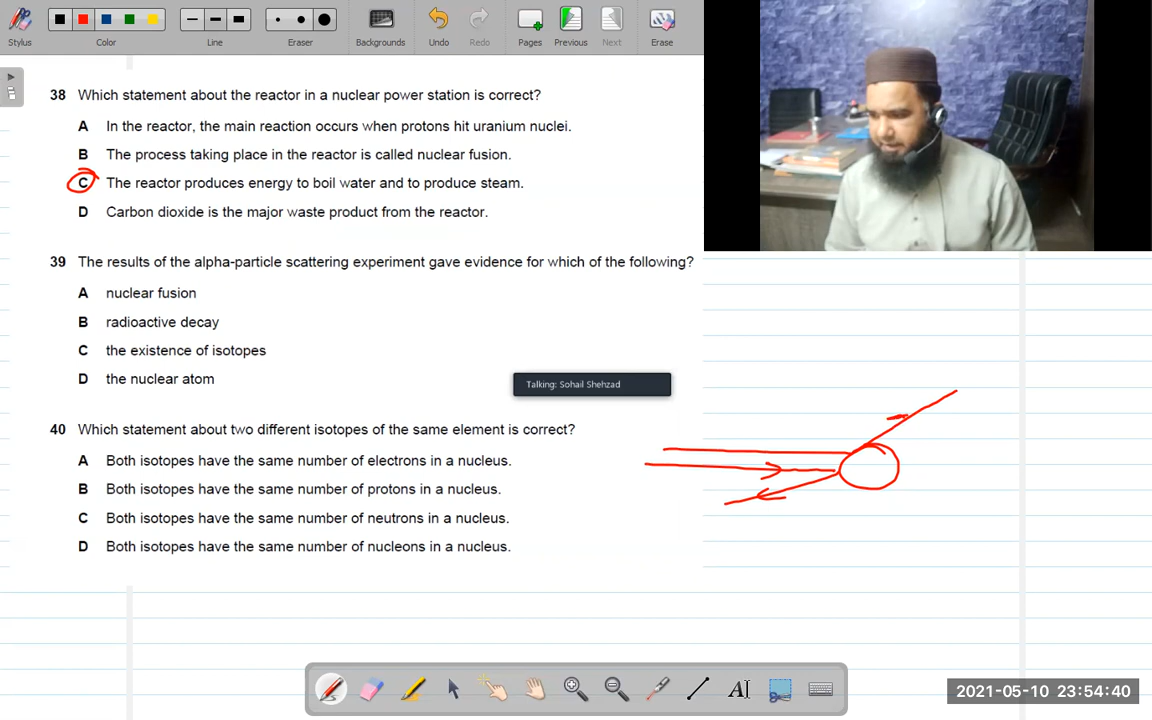 Stylus
Color
Line
Eraser
Backgrounds
Undo
Redo
Pages
Previous
Next
Erase
38 Which statement about the reactor in a nuclear power station is correct?
A In the reactor, the main reaction occurs when protons hit uranium nuclei.
B The process taking place in the reactor is called nuclear fusion.
C The reactor produces energy to boil water and to produce steam.
D Carbon dioxide is the major waste product from the reactor.
39 The results of the alpha-particle scattering experiment gave evidence for which of the following?
A nuclear fusion
B radioactive decay
C the existence of isotopes
D the nuclear atom
Talking: Sohail Shehzad
40 Which statement about two different isotopes of the same element is correct?
A Both isotopes have the same number of electrons in a nucleus.
B Both isotopes have the same number of protons in a nucleus.
C Both isotopes have the same number of neutrons in a nucleus.
D Both isotopes have the same number of nucleons in a nucleus.
2021-05-10 23:54:40